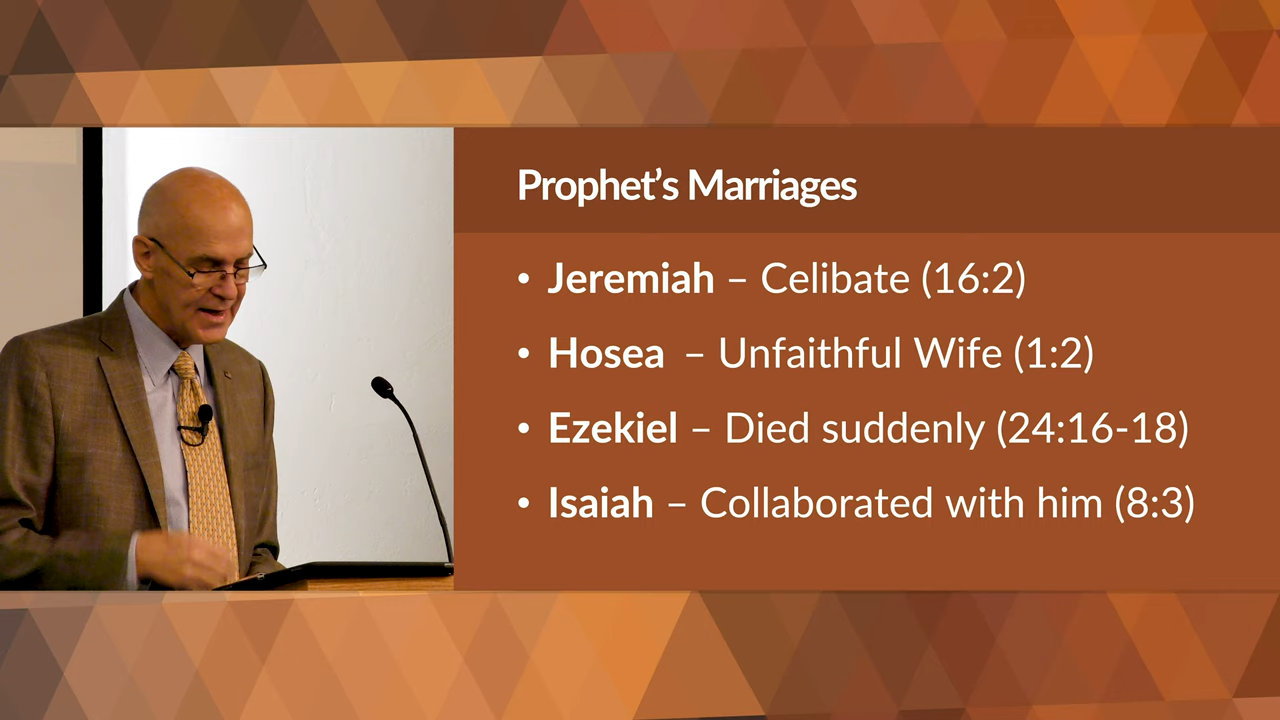 Prophet’s Marriages
• Jeremiah – Celibate (16:2)
• Hosea – Unfaithful Wife (1:2)
• Ezekiel – Died suddenly (24:16-18)
• Isaiah – Collaborated with him (8:3)